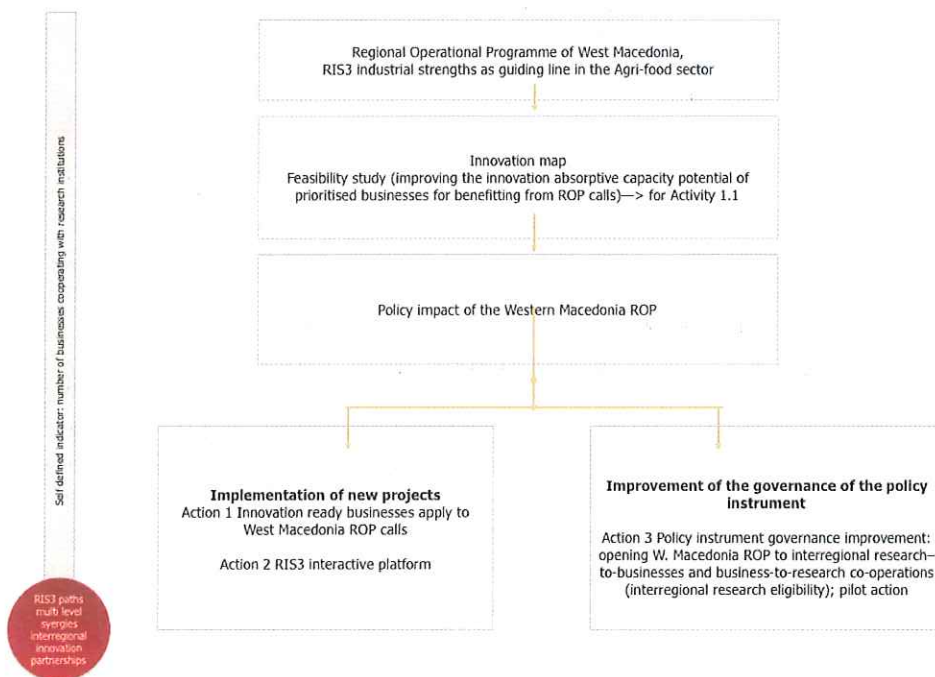 Regional Operational Programme of West Macedonia,
RIS3 industrial strengths as guiding line in the Agri-food sector
Innovation map
Feasibility study (improving the innovation absorptive capacity potential of
prioritised businesses for benefitting from ROP calls)—> for Activity 1.1
Policy impact of the Western Macedonia ROP
Implementation of new projects
Action 1 Innovation ready businesses apply to
West Macedonia ROP calls
Action 2 RIS3 interactive platform
Improvement of the governance of the policy
instrument
Action 3 Policy instrument governance improvement:
opening W. Macedonia ROP to interregional research–
to-businesses and business-to-research co-operations
(interregional research eligibility); pilot action
Self defined indicator: number of businesses cooperating with research institutions
RIS3 paths
multi level
syergies
interregional
innovation
partnerships